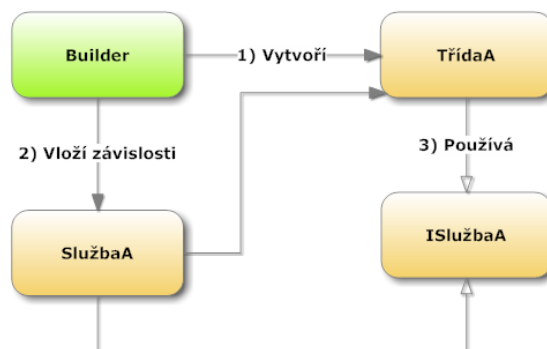 Builder
1) Vytvoří
TřídaA
2) Vloží závislosti
3) Používá
SlužbaA
ISlužbaA